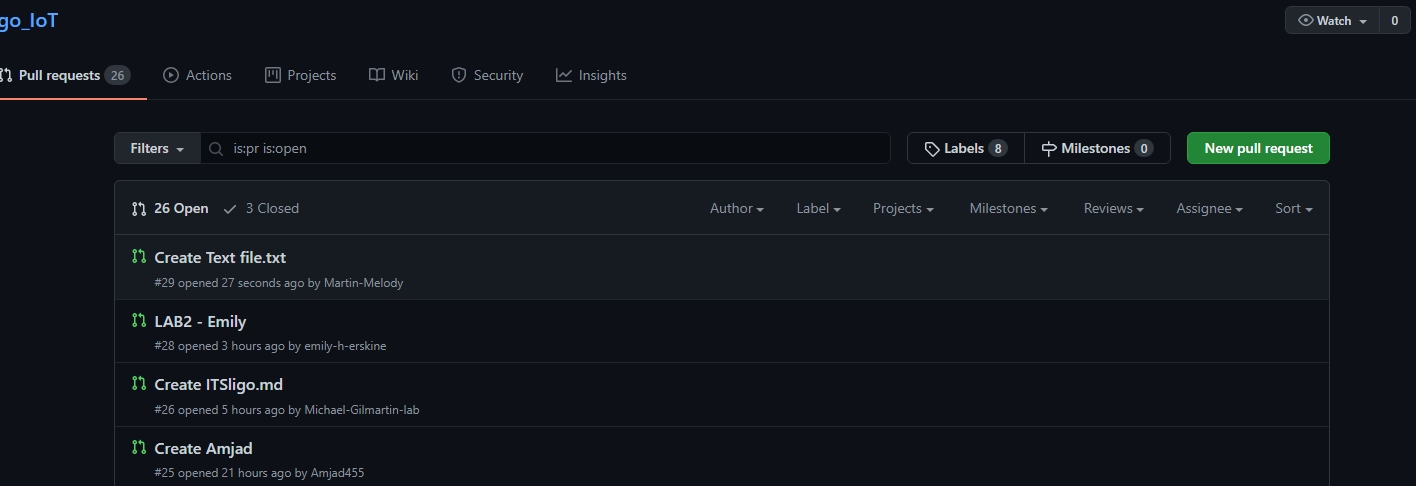 go_IoT
Watch 0
Pull requests 26 Actions Projects Wiki Security Insights
Filters is:pr is:open Labels 8 Milestones 0 New pull request
26 Open 3 Closed Author Label Projects Milestones Reviews Assignee Sort
Create Text file.txt
#29 opened 27 seconds ago by Martin-Melody
LAB2 - Emily
#28 opened 3 hours ago by emily-h-erskine
Create ITSligo.md
#26 opened 5 hours ago by Michael-Gilmartin-lab
Create Amjad
#25 opened 21 hours ago by Amjad455